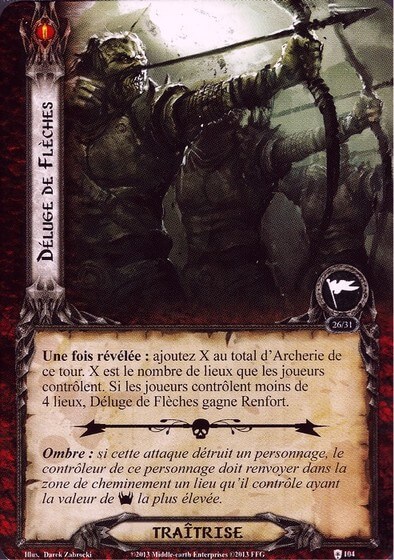 DÉLUGE DE FLÈCHES
26/31
Une fois révélée : ajoutez X au total d'Archerie de
ce tour. X est le nombre de lieux que les joueurs
contrôlent. Si les joueurs contrôlent moins de
4 lieux, Déluge de Flèches gagne Renfort.
Ombre : si cette attaque détruit un personnage, le
contrôleur de ce personnage doit renvoyer dans la
zone de cheminement un lieu qu'il contrôle ayant
la valeur de la plus élevée.
TRAÎTRISE
Illus. Darek Zabrocki ©2013 Middle-earth Enterprises ©2013 FFG 104